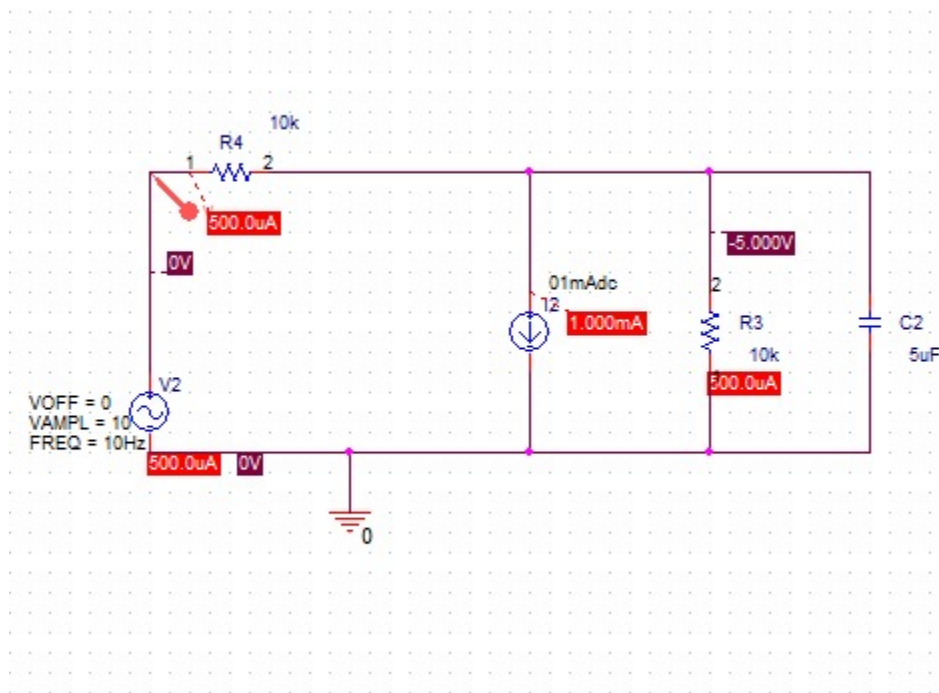 10k
R4
1 2
500.0uA
-5.000V
0V
01mAdc
2
I2
1.000mA
R3
C2
10k
5uF
500.0uA
V2
VOFF = 0
VAMPL = 10
FREQ = 10Hz
500.0uA 0V
0